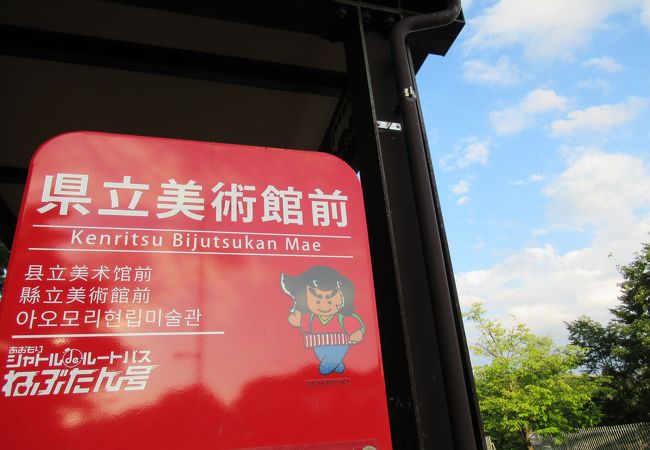 県立美術館前
Kenritsu Bijutsukan Mae
县立美术馆前
縣立美術館前
아오모리현립미술관
あおもり
シャトルdeルートバス
ねぶたん号